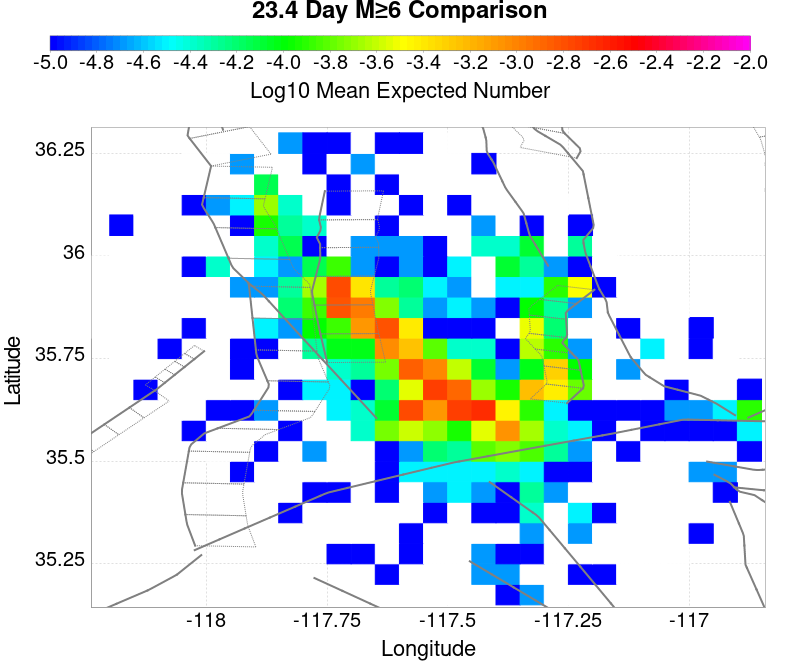 23.4 Day M≥6 Comparison
-5.0 -4.8 -4.6 -4.4 -4.2 -4.0 -3.8 -3.6 -3.4 -3.2 -3.0 -2.8 -2.6 -2.4 -2.2 -2.0
Log10 Mean Expected Number
36.25
36
35.75
35.5
35.25
Latitude
-118 -117.75 -117.5 -117.25 -117
Longitude